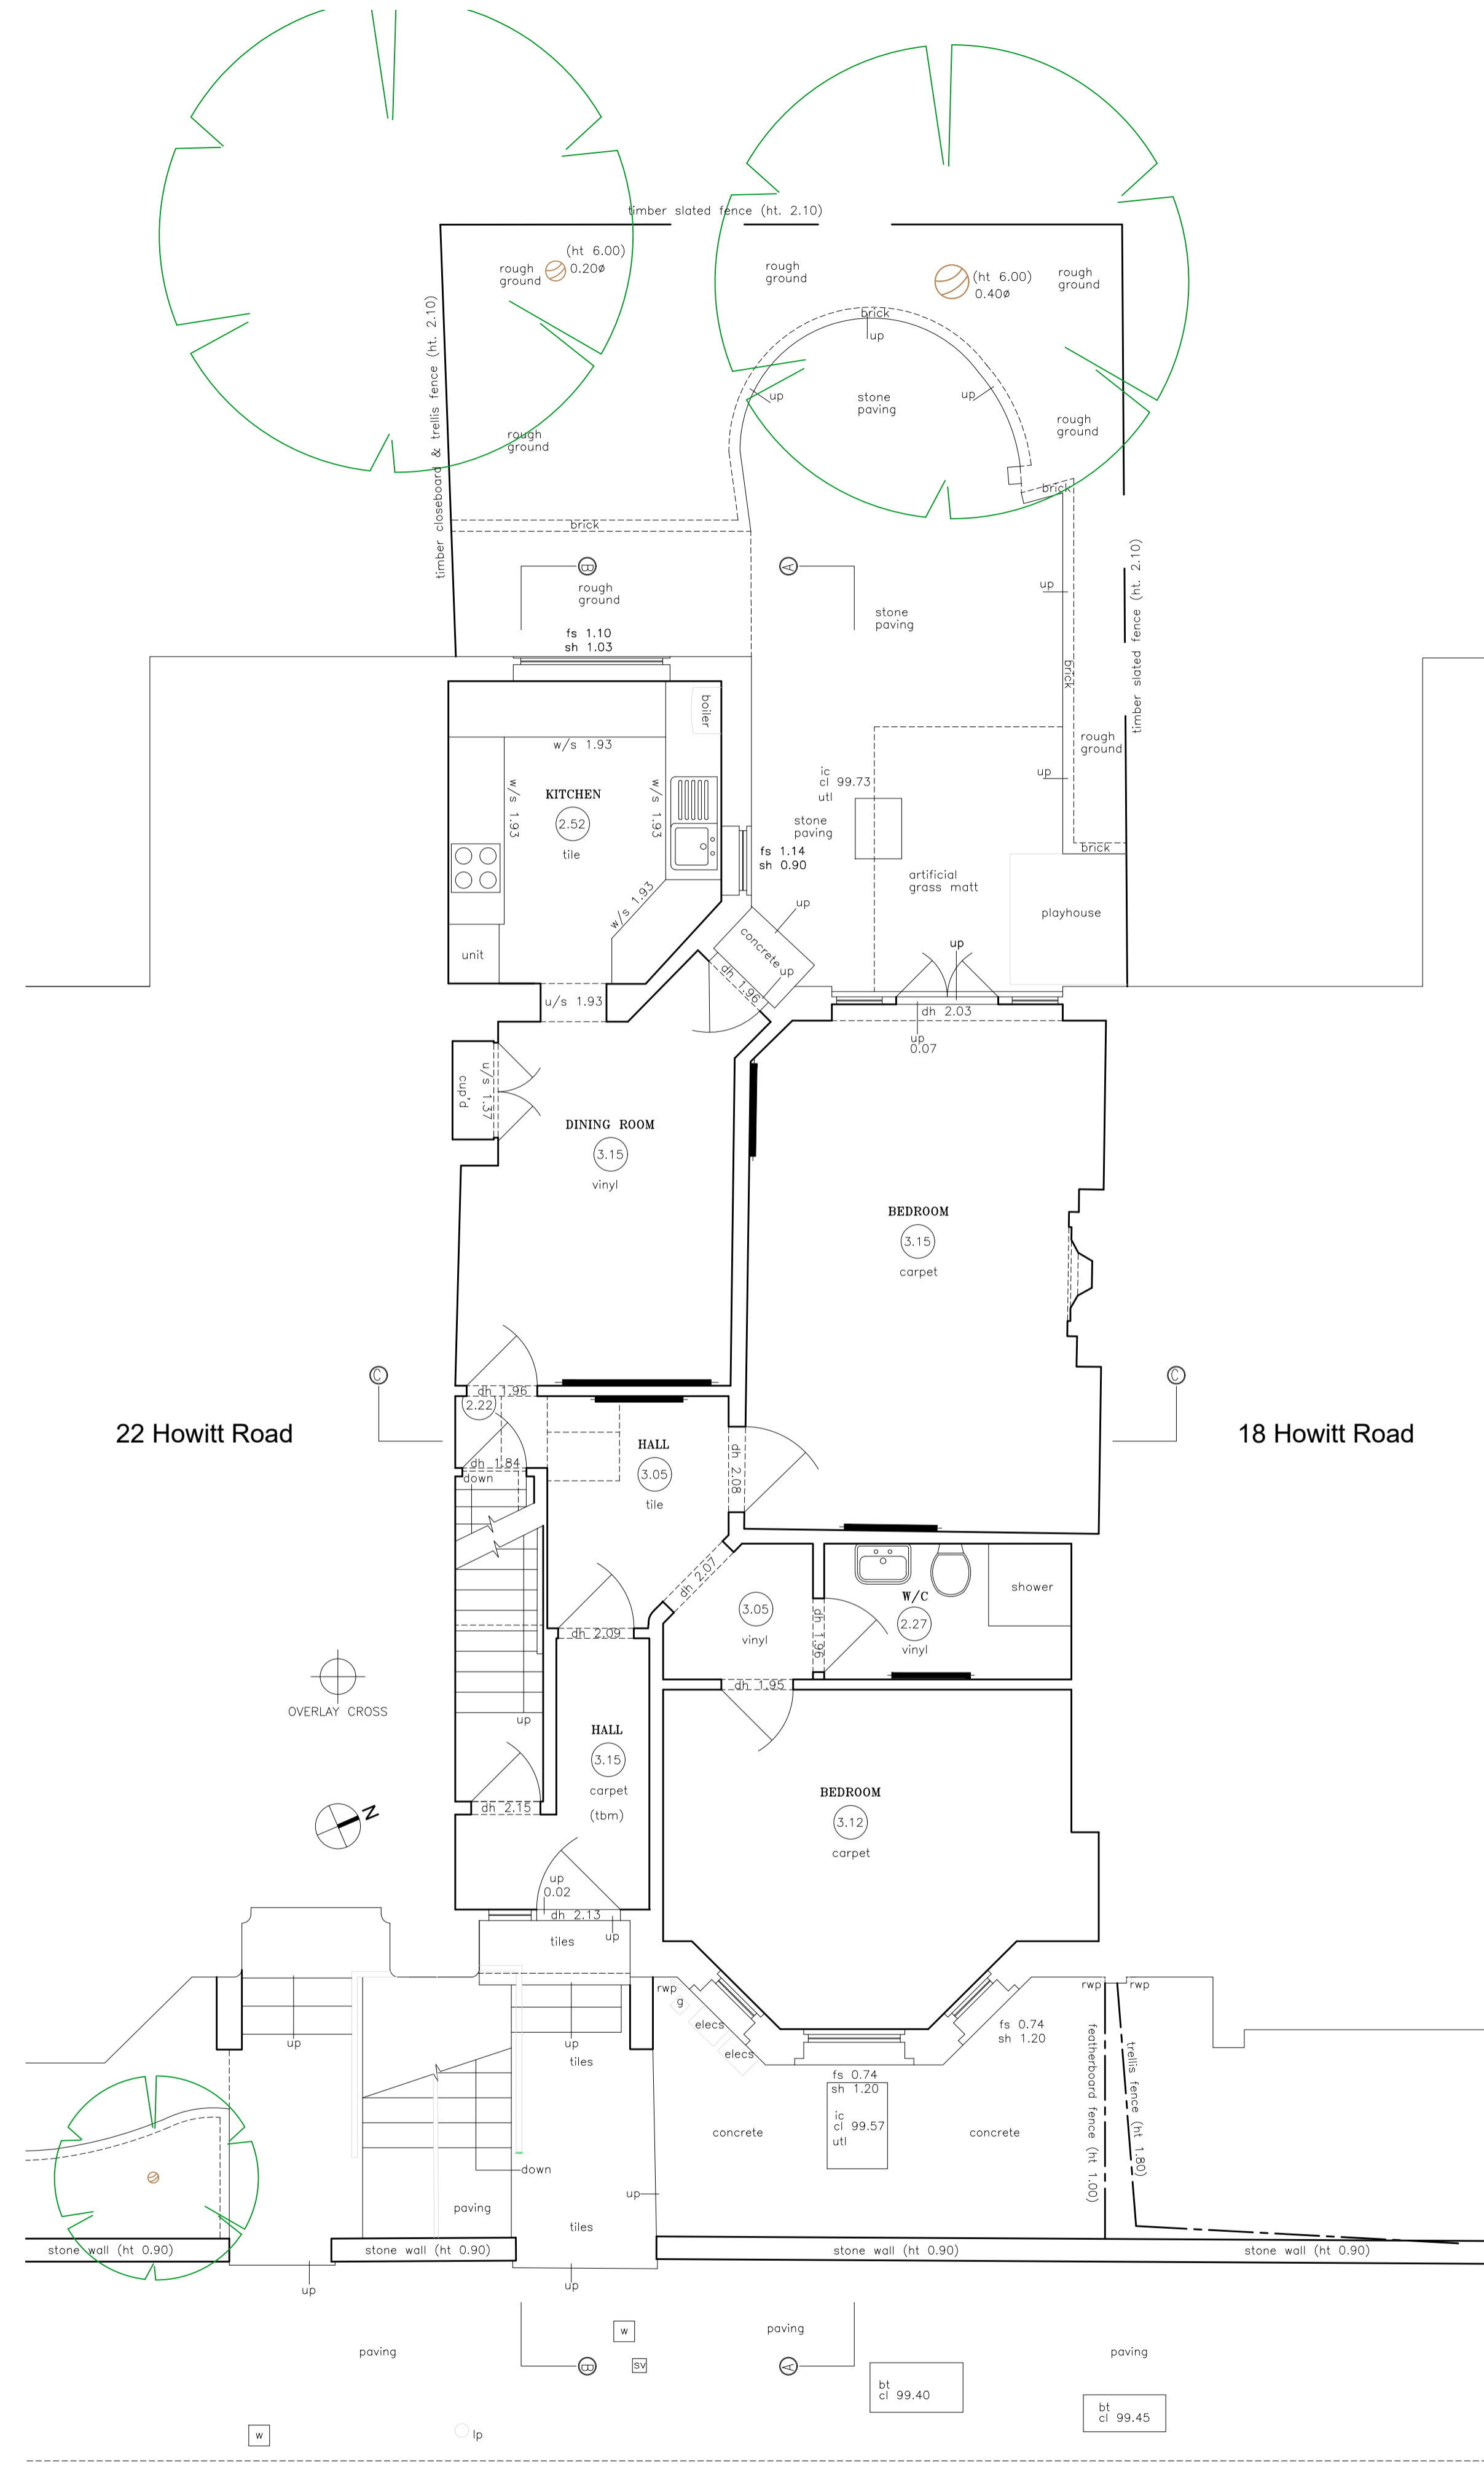 timber slated fence (ht. 2.10)
(ht 6.00)
0.20ø
rough
ground
rough
ground
(ht 6.00)
0.40ø
rough
ground
timber closeboard & trellis fence (ht. 2.10)
brick
up
up
up
stone
paving
rough
ground
rough
ground
brick
brick
B
A
rough
ground
up
stone
paving
timber slated fence (ht. 2.10)
fs 1.10
sh 1.03
brick
boiler
rough
ground
w/s 1.93
up
ic
cl 99.73
utl
KITCHEN
w/s 1.93
w/s 1.93
2.52
tile
stone
paving
fs 1.14
sh 0.90
brick
artificial
grass matt
w/s 1.93
up
playhouse
concrete
up
unit
up
dh 1.96
u/s 1.93
dh 2.03
up
0.07
cup'd
u/s 1.37
DINING ROOM
3.15
vinyl
BEDROOM
3.15
carpet
C
C
dh 1.96
2.22
22 Howitt Road
18 Howitt Road
HALL
3.05
tile
dh 2.08
dh 1.84
down
dh 2.07
shower
W/C
3.05
vinyl
dh 1.96
2.27
vinyl
dh 2.09
dh 1.95
OVERLAY CROSS
up
HALL
3.15
carpet
(tbm)
BEDROOM
3.12
carpet
N
dh 2.15
up
0.02
dh 2.13
up
tiles
rwp
rwp
rwp
g
elecs
elecs
up
up
tiles
fs 0.74
sh 1.20
fs 0.74
sh 1.20
featherboard fence (ht 1.00)
trellis fence (ht 1.80)
ic
cl 99.57
utl
concrete
concrete
down
up
paving
tiles
stone wall (ht 0.90)
stone wall (ht 0.90)
stone wall (ht 0.90)
stone wall (ht 0.90)
up
up
w
paving
paving
paving
B
sv
A
bt
cl 99.40
bt
cl 99.45
w
lp